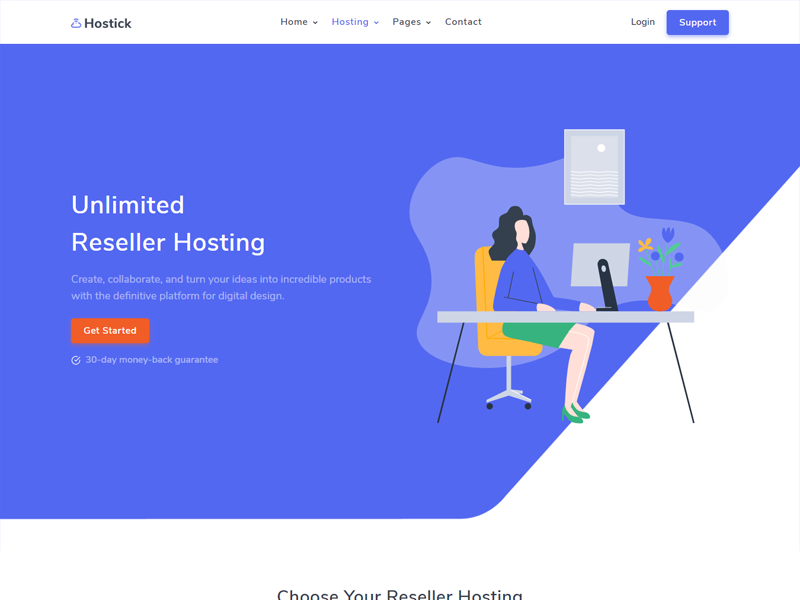 Hostick
Home
Hosting
Pages
Contact
Login
Support
Unlimited
Reseller Hosting
Create, collaborate, and turn your ideas into incredible products
with the definitive platform for digital design.
Get Started
30-day money-back guarantee
Choose Your Reseller Hosting